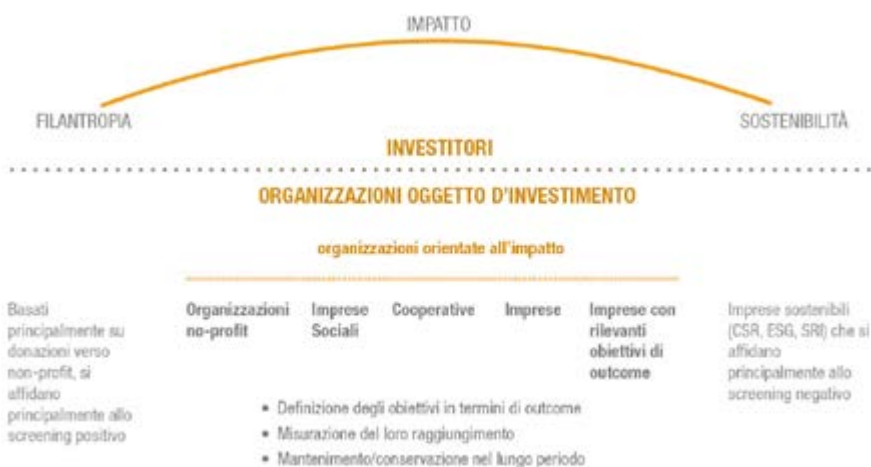 IMPATTO
FILANTROPIA
SOSTENIBILITÀ
INVESTITORI
ORGANIZZAZIONI OGGETTO D'INVESTIMENTO
organizzazioni orientate all'impatto
Basati
principalmente su
donazioni verso
non-profit, si
affidano
principalmente allo
screening positivo
Organizzazioni
no-profit
Imprese
Sociali
Cooperative
Imprese
Imprese con
rilevanti
obiettivi di
outcome
Imprese sostenibili
(CSR, ESG, SRI) che si
affidano
principalmente allo
screening negativo
• Definizione degli obiettivi in termini di outcome
• Misurazione del loro raggiungimento
• Mantenimento/conservazione nel lungo periodo